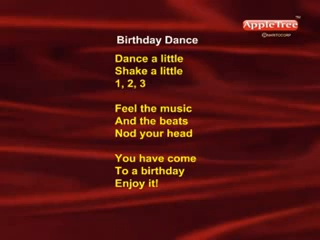 Birthday Dance
AppleTree
Dance a little
Shake a little
1, 2, 3
Feel the music
And the beats
Nod your head
You have come
To a birthday
Enjoy it!